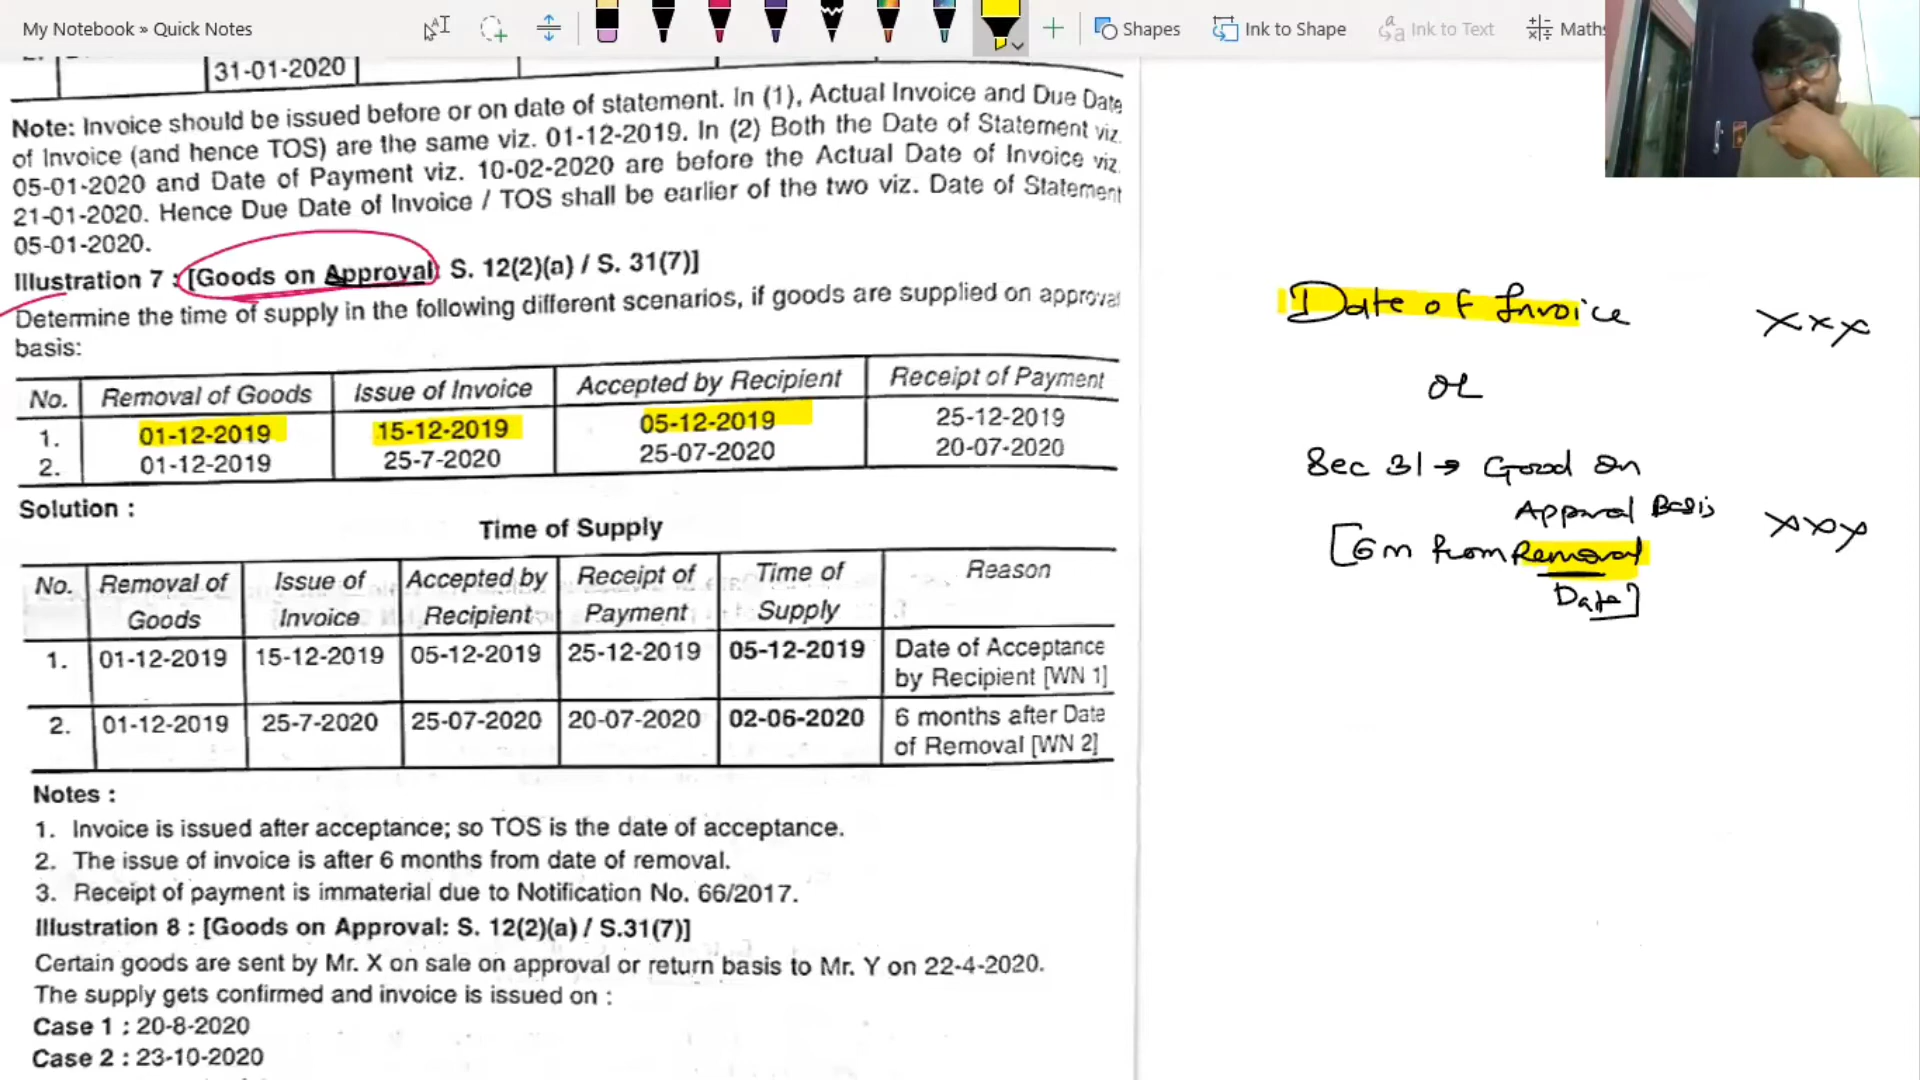 My Notebook » Quick Notes
Shapes
Ink to Shape
Ink to Text
Maths
31-01-2020
Note: Invoice should be issued before or on date of statement. In (1), Actual Invoice and Due Date
of Invoice (and hence TOS) are the same viz. 01-12-2019. In (2) Both the Date of Statement viz.
05-01-2020 and Date of Payment viz. 10-02-2020 are before the Actual Date of Invoice viz.
21-01-2020. Hence Due Date of Invoice / TOS shall be earlier of the two viz. Date of Statement
05-01-2020.
Illustration 7 : [Goods on Approval: S. 12(2)(a) / S. 31(7)]
Determine the time of supply in the following different scenarios, if goods are supplied on approval
basis:
No. Removal of Goods Issue of Invoice Accepted by Recipient Receipt of Payment
1. 01-12-2019 15-12-2019 05-12-2019 25-12-2019
2. 01-12-2019 25-7-2020 25-07-2020 20-07-2020
Solution :
Time of Supply
No. Removal of Issue of Accepted by Receipt of Time of Reason
Goods Invoice Recipient Payment Supply
1. 01-12-2019 15-12-2019 05-12-2019 25-12-2019 05-12-2019 Date of Acceptance
by Recipient [WN 1]
2. 01-12-2019 25-7-2020 25-07-2020 20-07-2020 02-06-2020 6 months after Date
of Removal [WN 2]
Notes :
1. Invoice is issued after acceptance; so TOS is the date of acceptance.
2. The issue of invoice is after 6 months from date of removal.
3. Receipt of payment is immaterial due to Notification No. 66/2017.
Illustration 8 : [Goods on Approval: S. 12(2)(a) / S.31(7)]
Certain goods are sent by Mr. X on sale on approval or return basis to Mr. Y on 22-4-2020.
The supply gets confirmed and invoice is issued on :
Case 1 : 20-8-2020
Case 2 : 23-10-2020
Date of Invoice xxx
or
Sec 31 → Good on
Approval Basis xxx
[6m from Removal
Date]